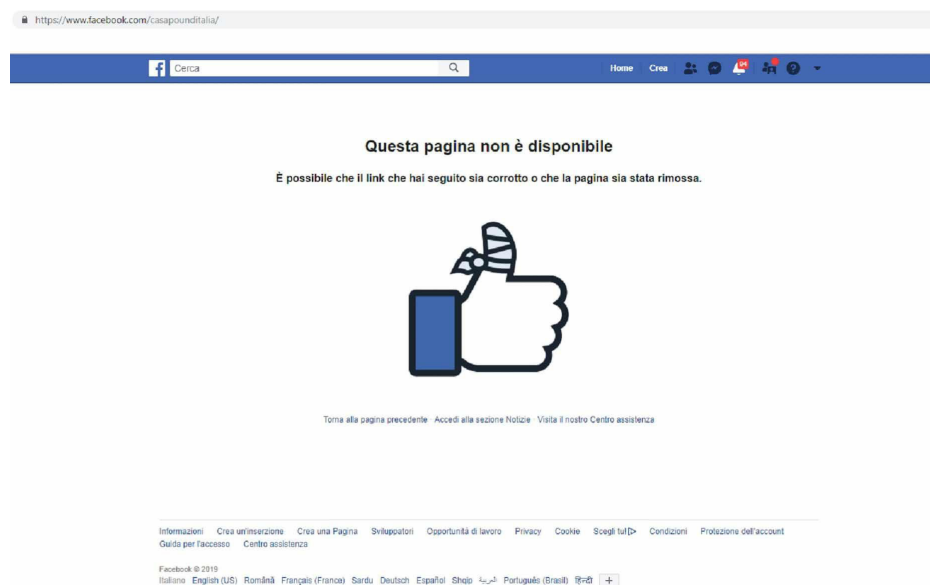 https://www.facebook.com/casapounditalia/
f Cerca Home Crea 94
Questa pagina non è disponibile
È possibile che il link che hai seguito sia corrotto o che la pagina sia stata rimossa.
Torna alla pagina precedente · Accedi alla sezione Notizie · Visita il nostro Centro assistenza
Informazioni Crea un'inserzione Crea una Pagina Sviluppatori Opportunità di lavoro Privacy Cookie Scegli tu! Condizioni Protezione dell'account
Guida per l'accesso Centro assistenza
Facebook © 2019
Italiano English (US) Română Français (France) Sardu Deutsch Español Shqip العربية Português (Brasil) हिन्दी +